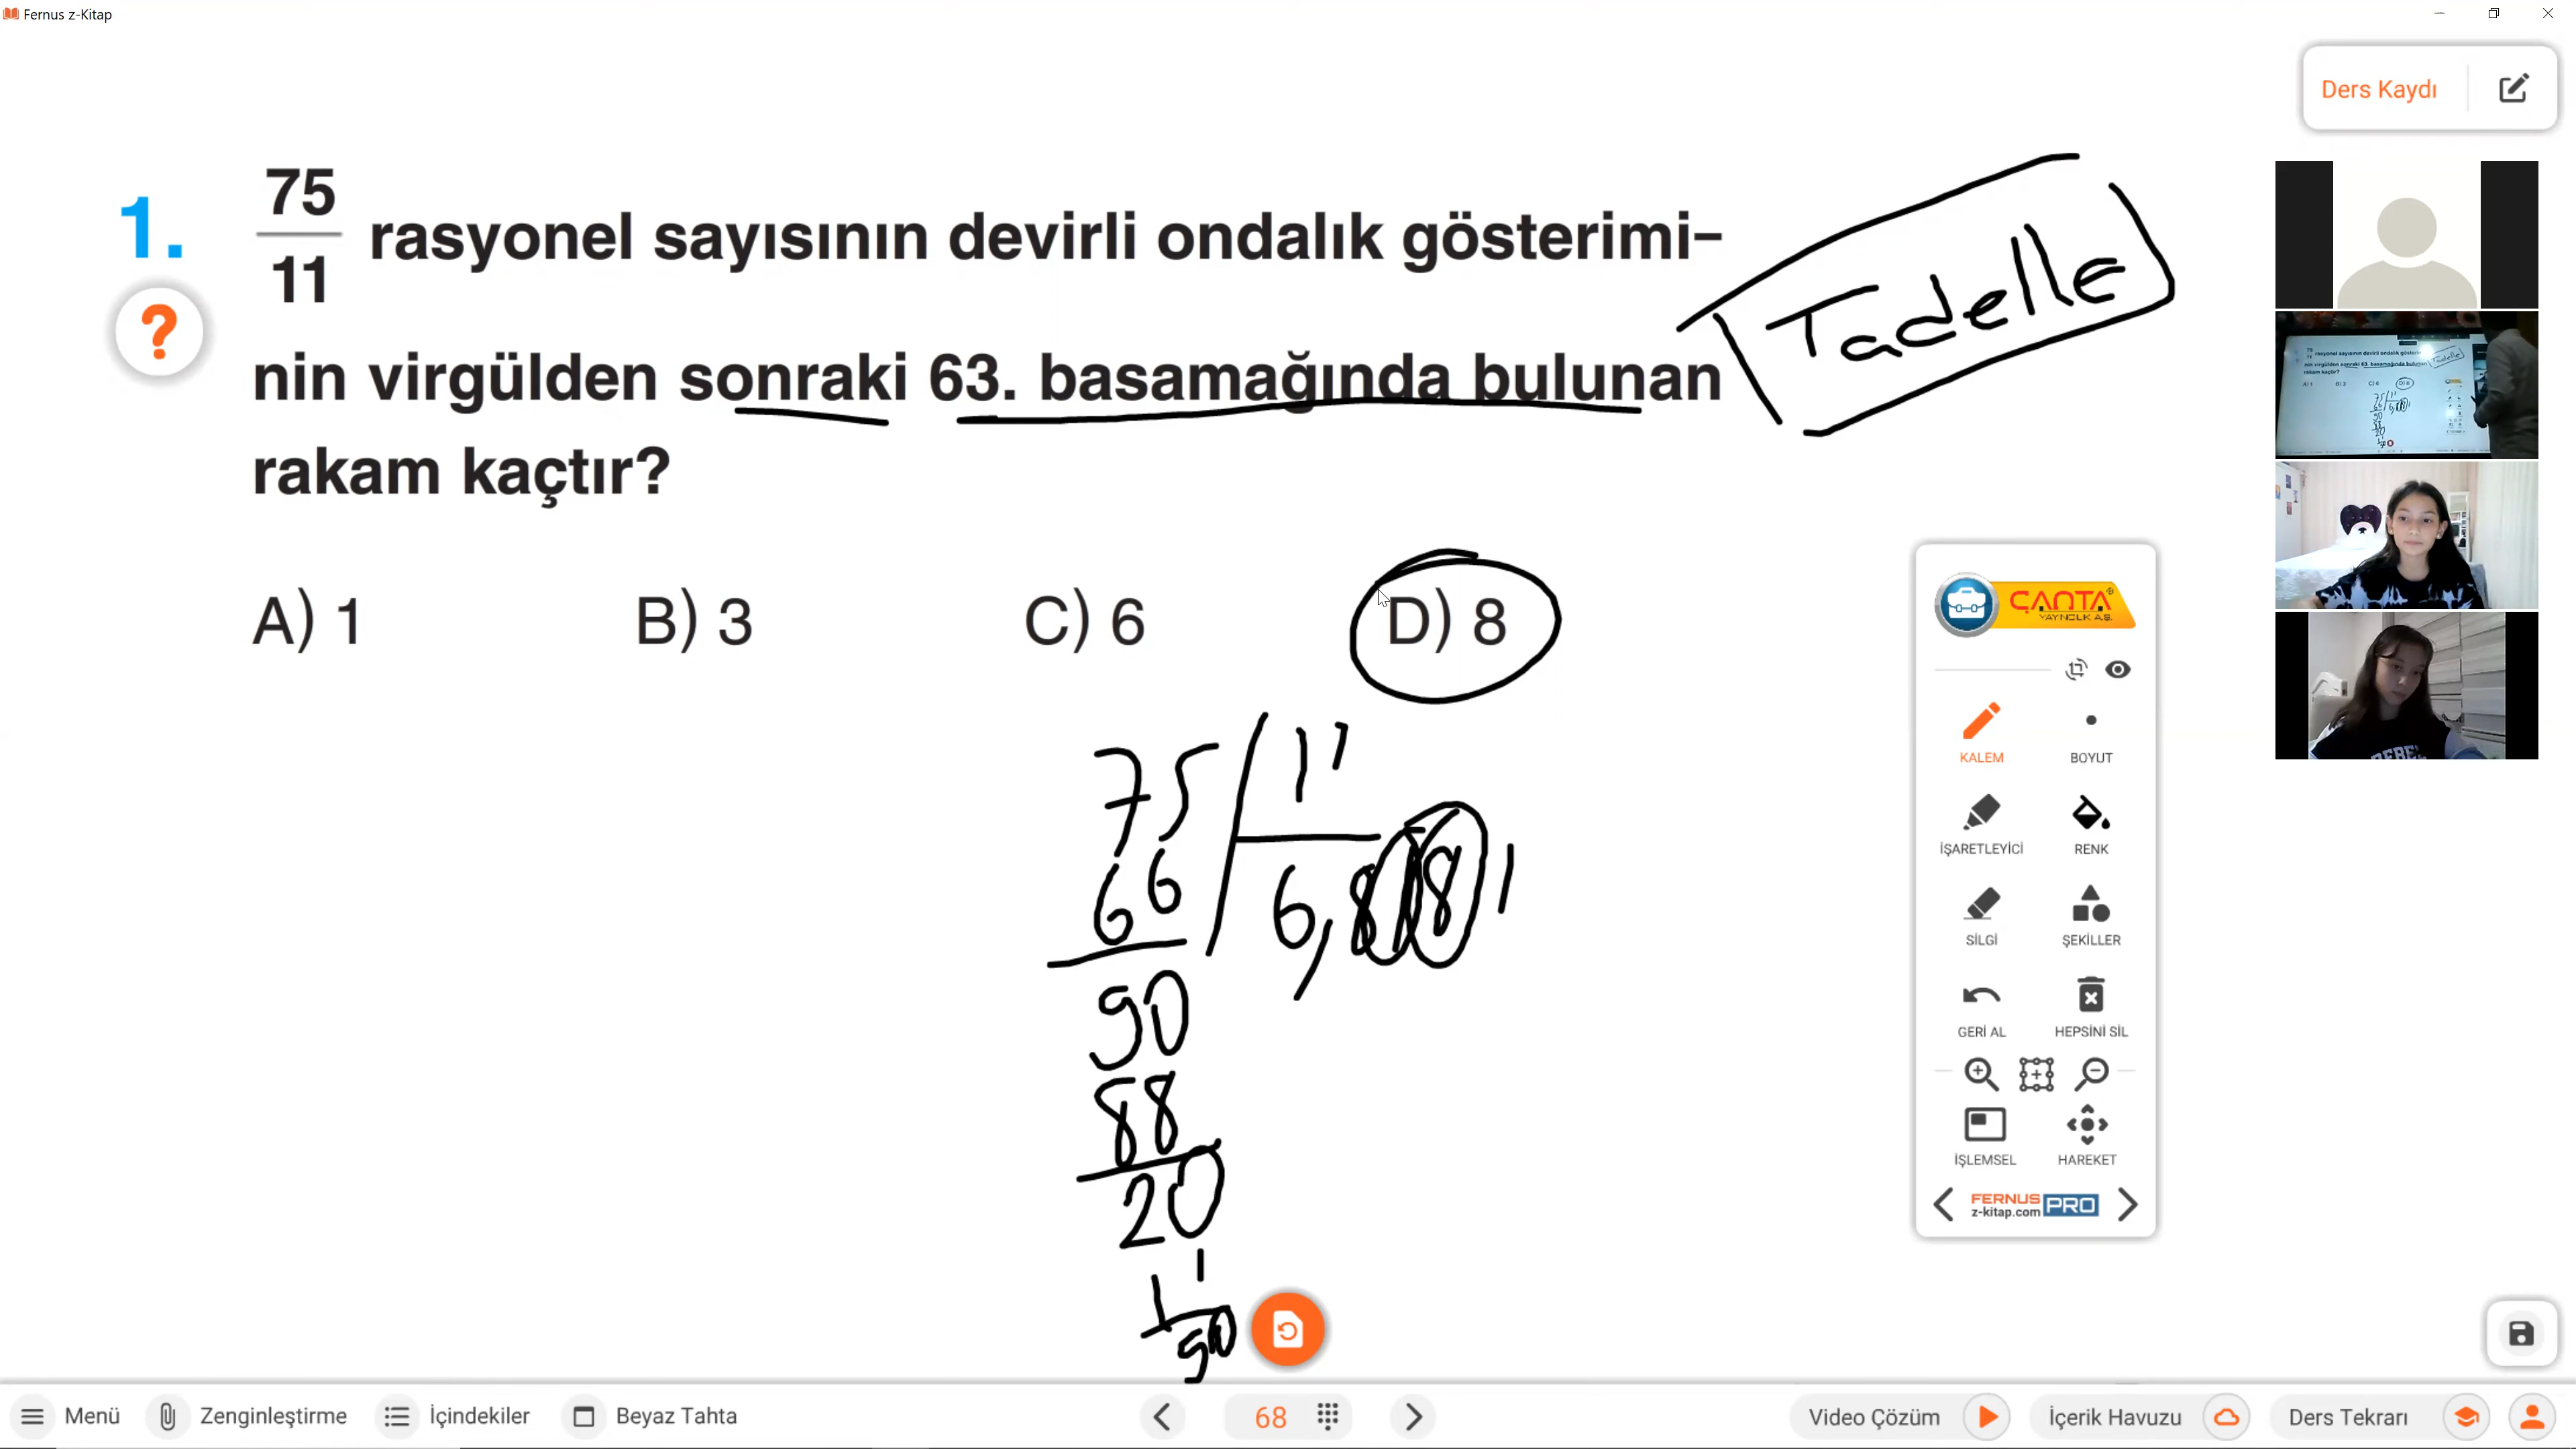 Fernus z-Kitap
Ders Kaydı
1. 75/11 rasyonel sayısının devirli ondalık gösterimi-
nin virgülden sonraki 63. basamağında bulunan
rakam kaçtır?
Tadelle
A) 1 B) 3 C) 6 D) 8
75 11
66 6,8181
90
88
20
11
90
ÇANTA
YAYINCILIK A.Ş.
KALEM BOYUT
İŞARETLEYİCİ RENK
SİLGİ ŞEKİLLER
GERİ AL HEPSİNİ SİL
İŞLEMSEL HAREKET
FERNUS PRO
z-kitap.com
Menü Zenginleştirme İçindekiler Beyaz Tahta 68 Video Çözüm İçerik Havuzu Ders Tekrarı